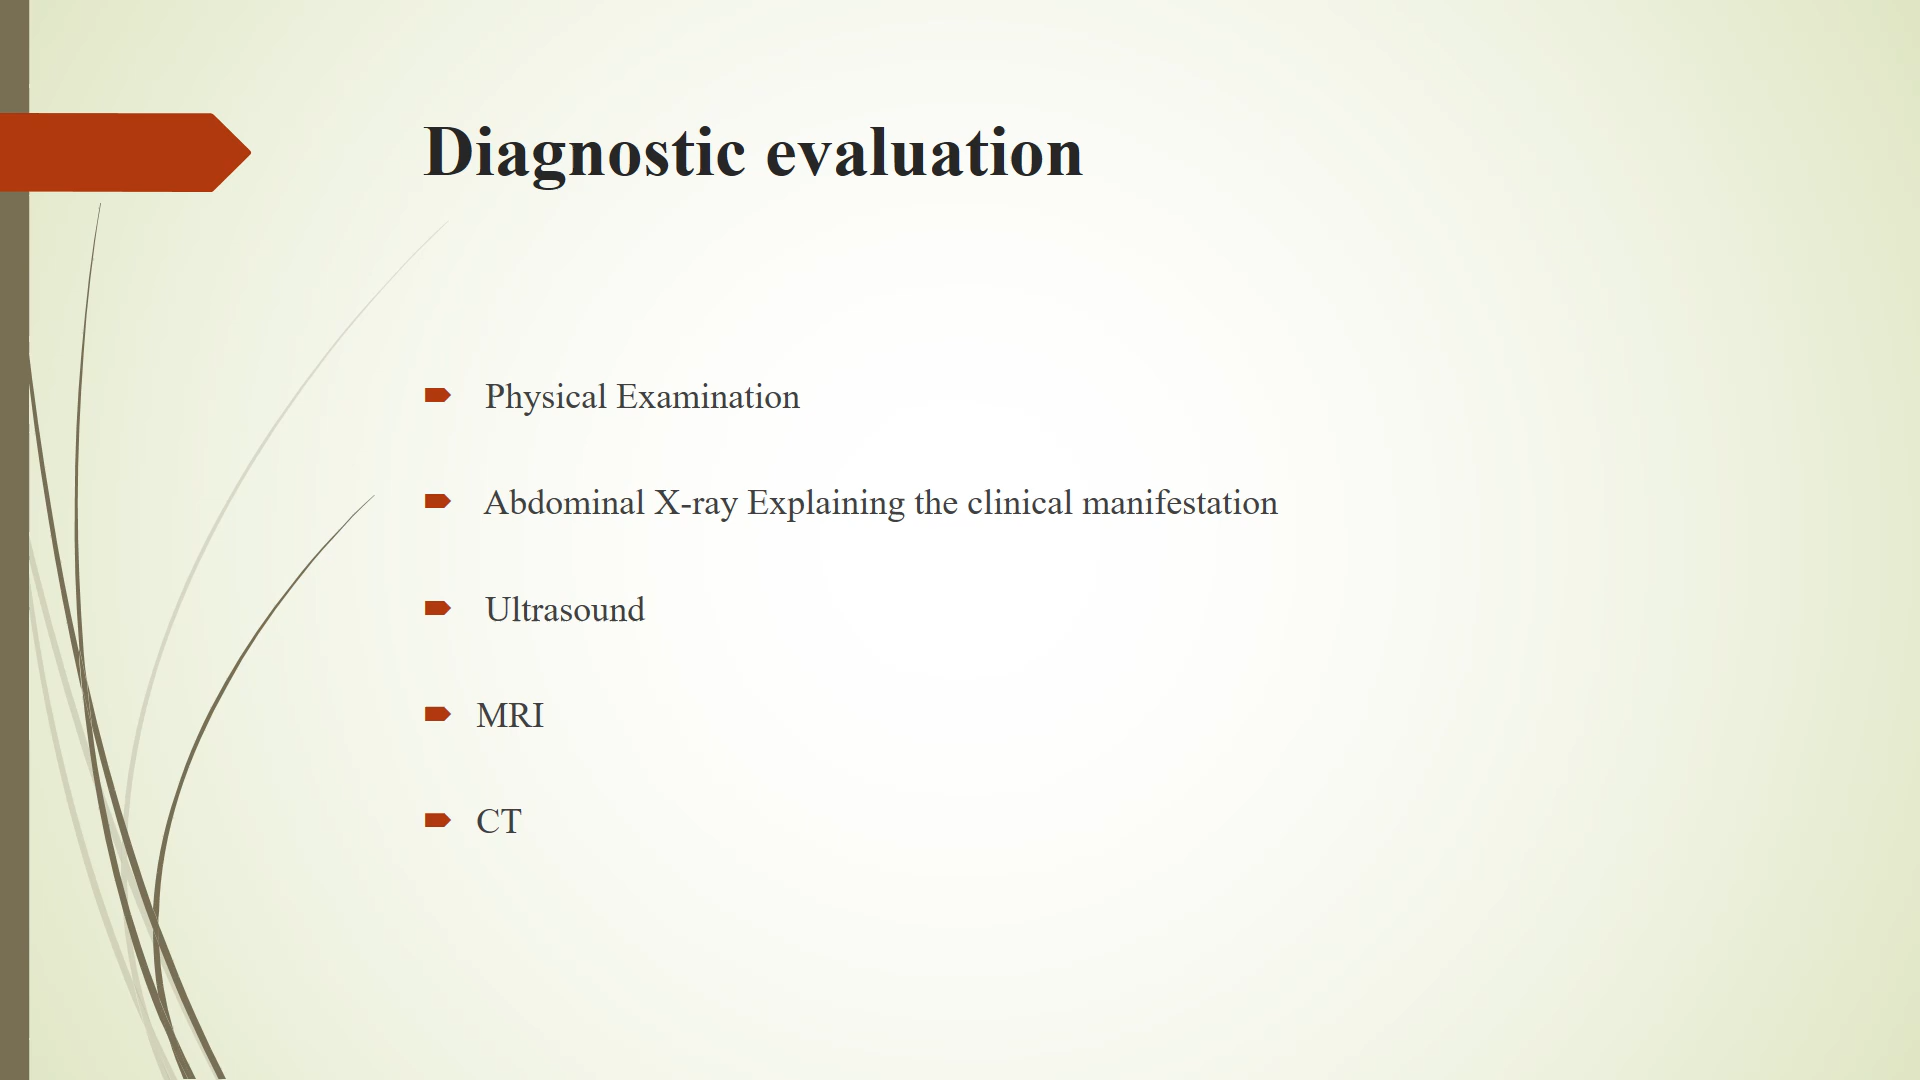 Diagnostic evaluation
Physical Examination
Abdominal X-ray Explaining the clinical manifestation
Ultrasound
MRI
CT